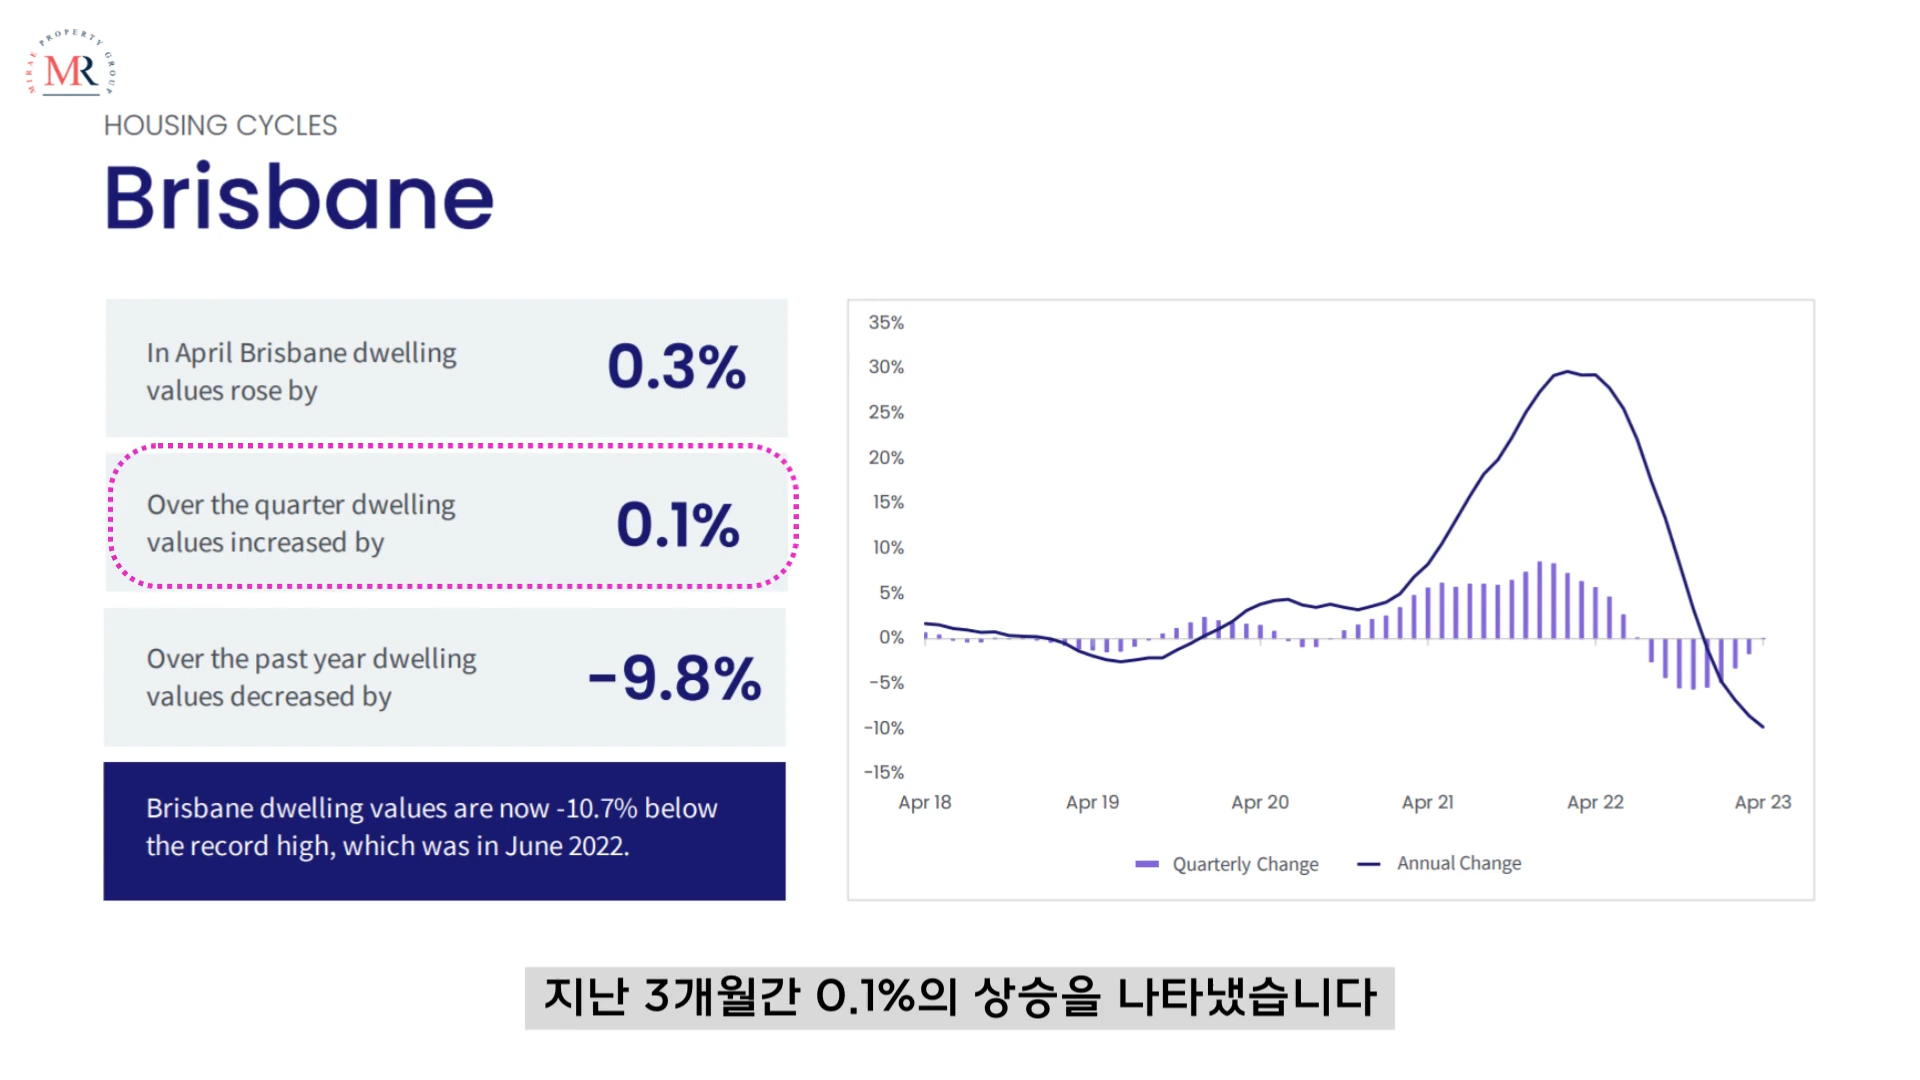 MIRAE PROPERTY GROUP
MR
HOUSING CYCLES
Brisbane
In April Brisbane dwelling
values rose by
0.3%
Over the quarter dwelling
values increased by
0.1%
Over the past year dwelling
values decreased by
-9.8%
Brisbane dwelling values are now -10.7% below
the record high, which was in June 2022.
35%
30%
25%
20%
15%
10%
5%
0%
-5%
-10%
-15%
Apr 18 Apr 19 Apr 20 Apr 21 Apr 22 Apr 23
Quarterly Change Annual Change
지난 3개월간 0.1%의 상승을 나타냈습니다